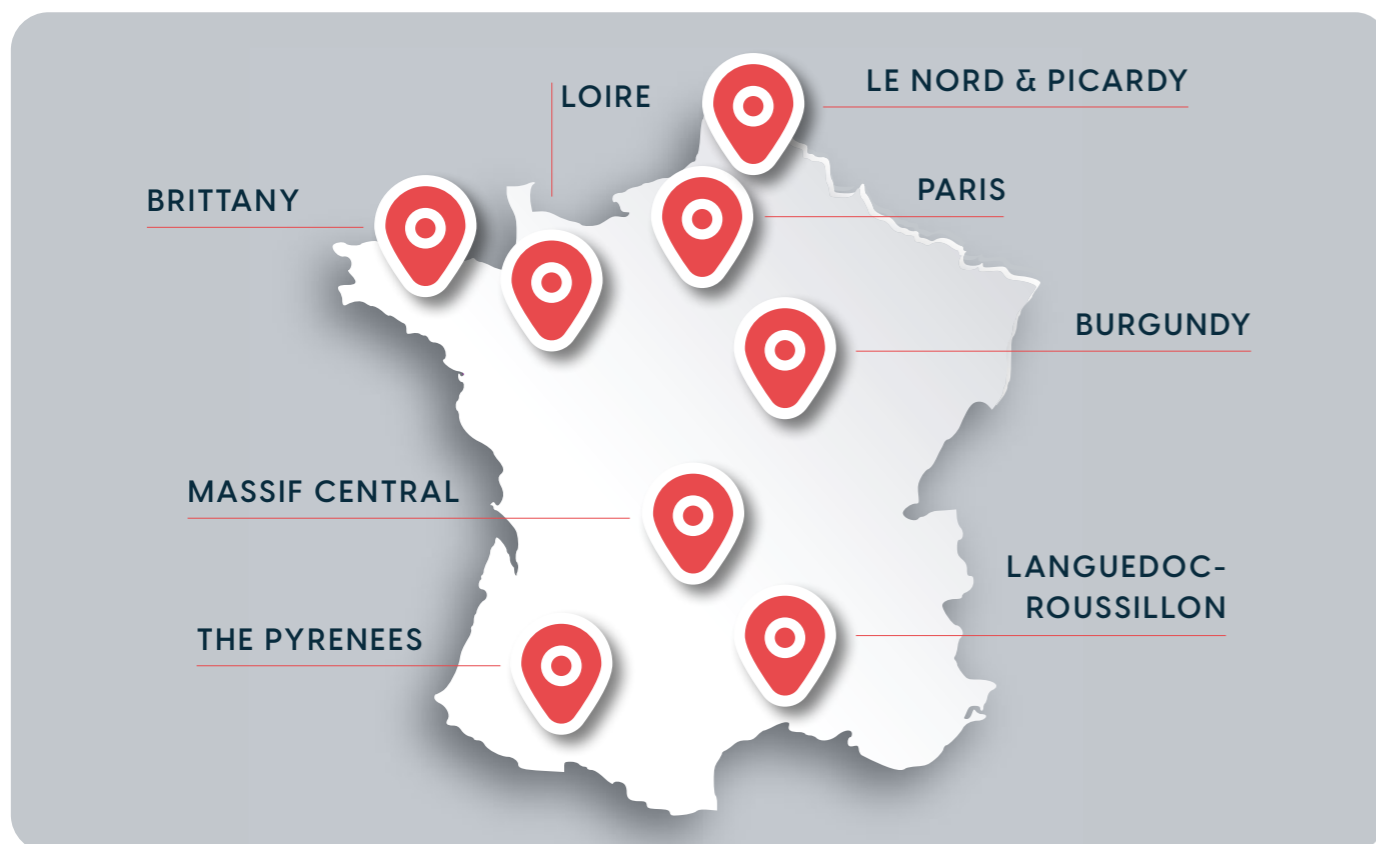 LE NORD & PICARDY
LOIRE
PARIS
BRITTANY
BURGUNDY
MASSIF CENTRAL
LANGUEDOC-
ROUSSILLON
THE PYRENEES